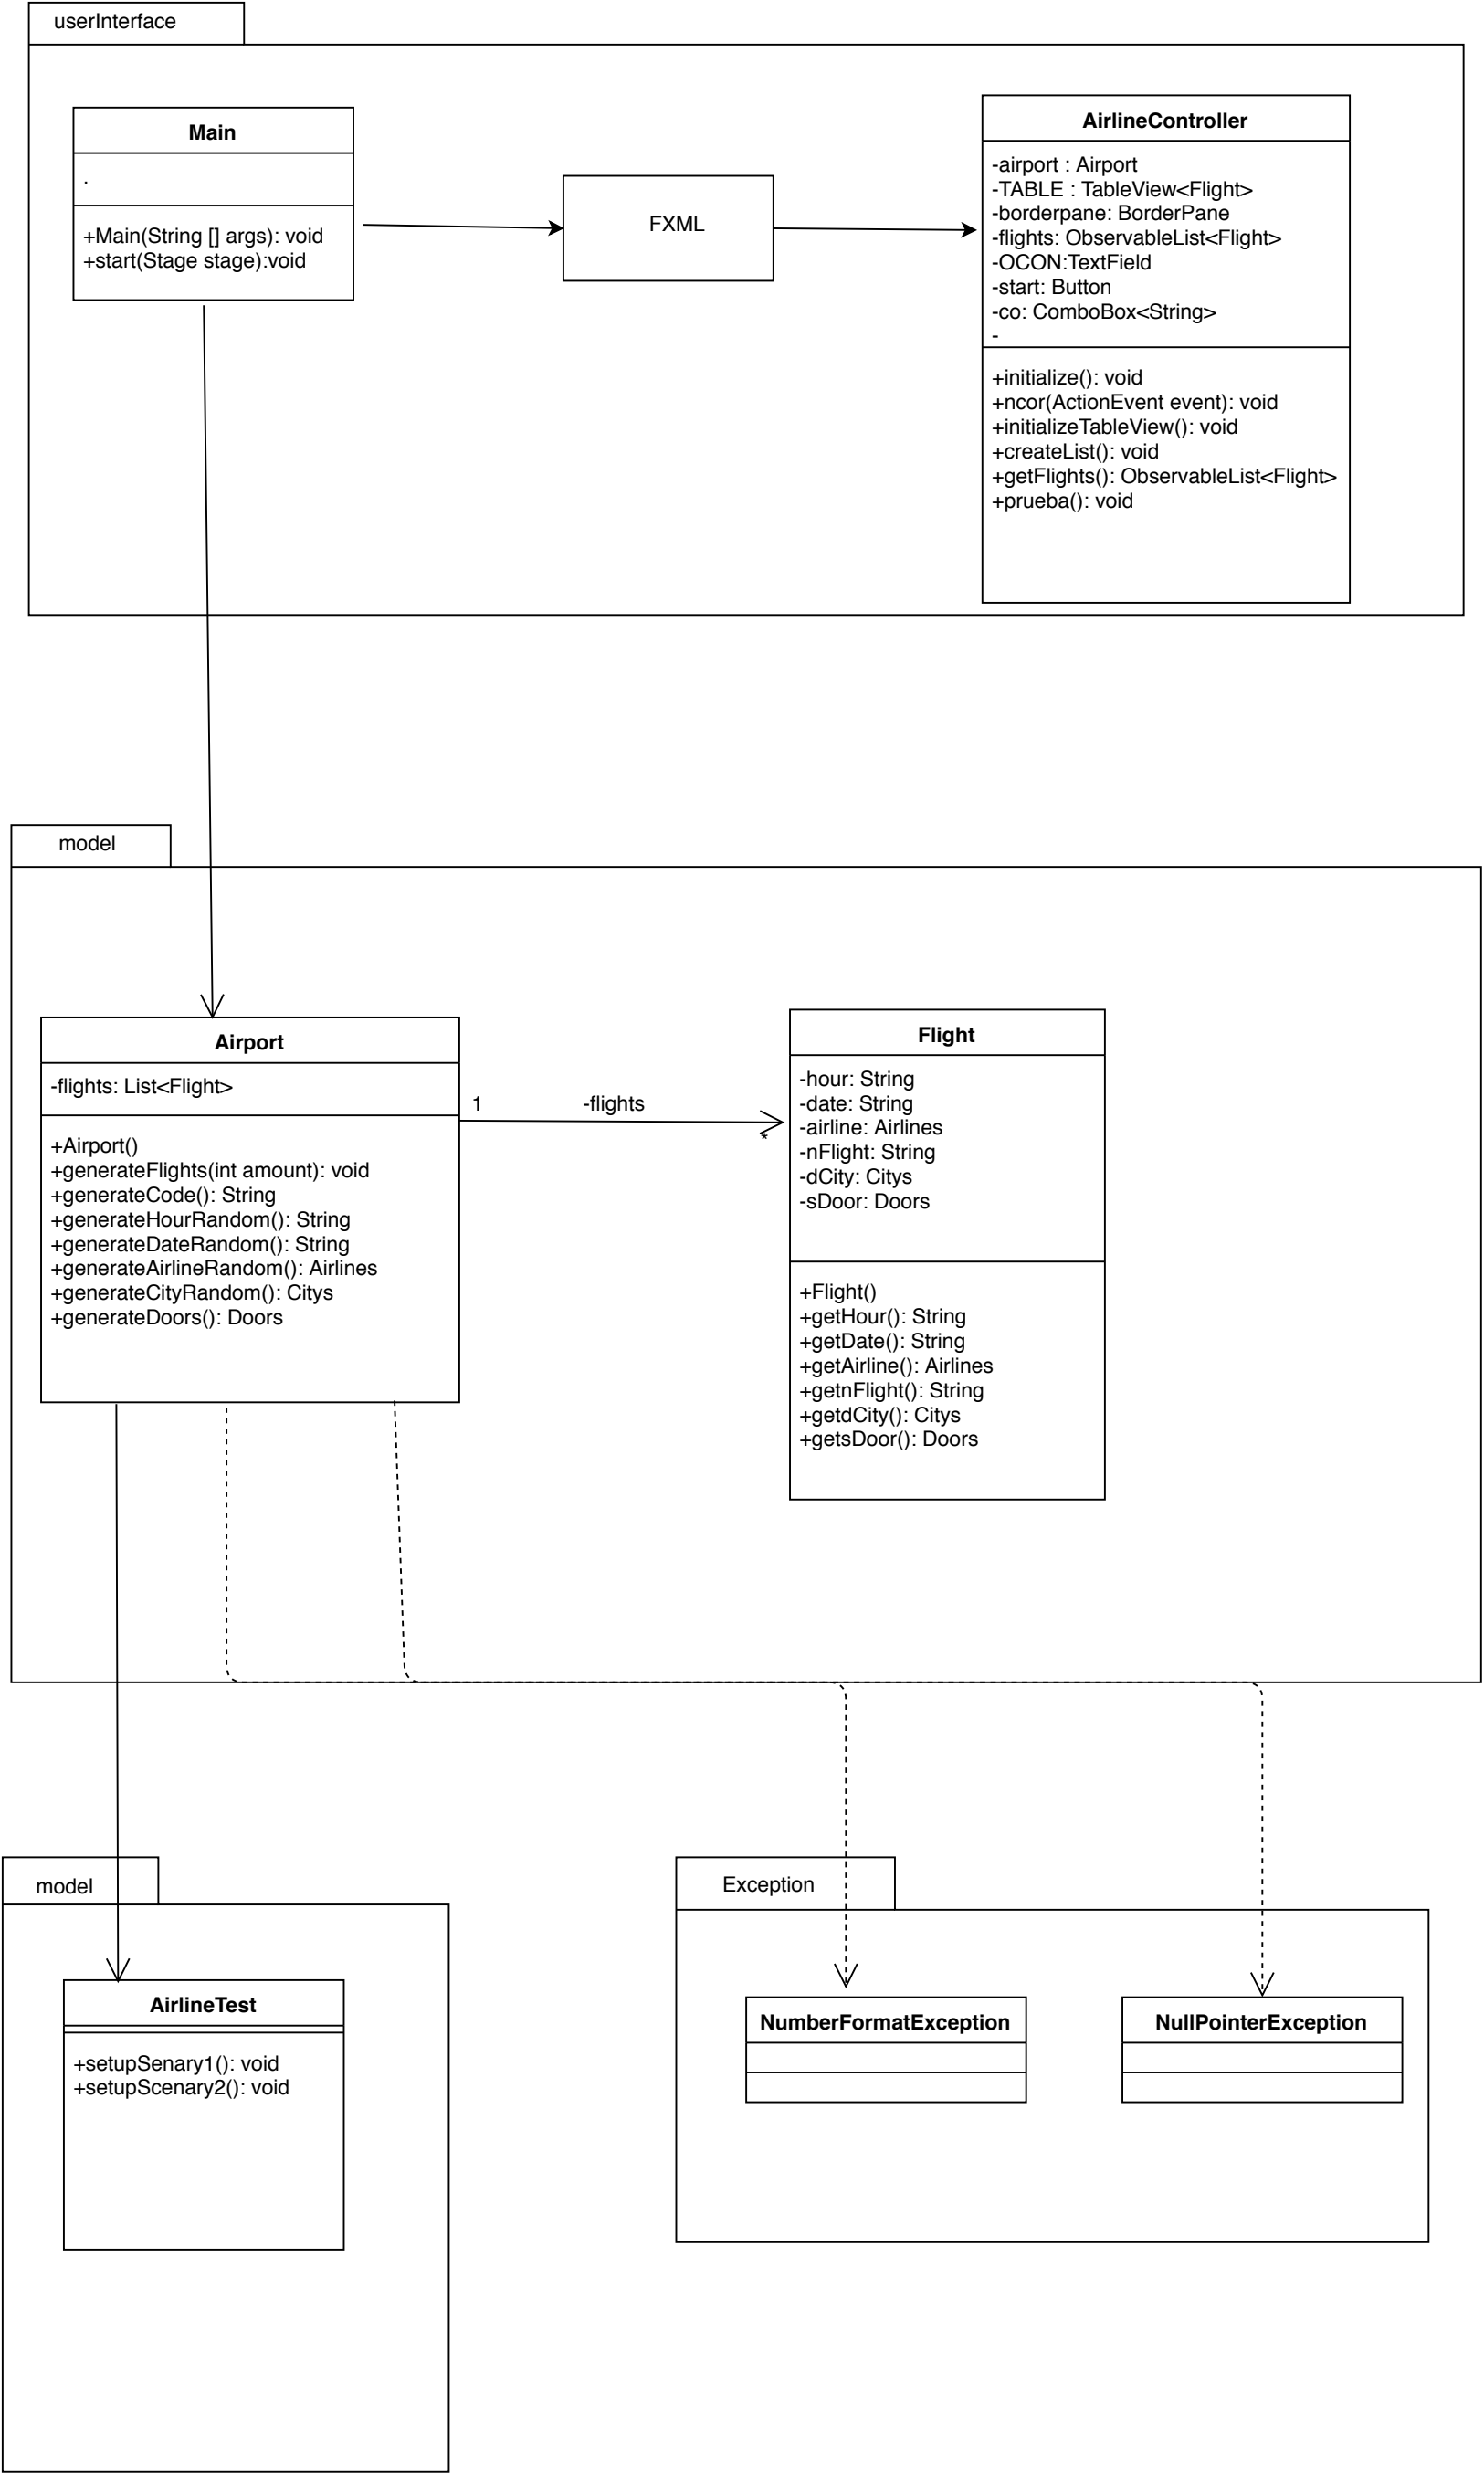 userInterface
Main
.
+Main(String [] args): void
+start(Stage stage):void
FXML
AirlineController
-airport : Airport
-TABLE : TableView<Flight>
-borderpane: BorderPane
-flights: ObservableList<Flight>
-OCON:TextField
-start: Button
-co: ComboBox<String>
-
+initialize(): void
+ncor(ActionEvent event): void
+initializeTableView(): void
+createList(): void
+getFlights(): ObservableList<Flight>
+prueba(): void
model
Airport
-flights: List<Flight>
+Airport()
+generateFlights(int amount): void
+generateCode(): String
+generateHourRandom(): String
+generateDateRandom(): String
+generateAirlineRandom(): Airlines
+generateCityRandom(): Citys
+generateDoors(): Doors
1
-flights
*
Flight
-hour: String
-date: String
-airline: Airlines
-nFlight: String
-dCity: Citys
-sDoor: Doors
+Flight()
+getHour(): String
+getDate(): String
+getAirline(): Airlines
+getnFlight(): String
+getdCity(): Citys
+getsDoor(): Doors
model
AirlineTest
+setupSenary1(): void
+setupScenary2(): void
Exception
NumberFormatException
NullPointerException